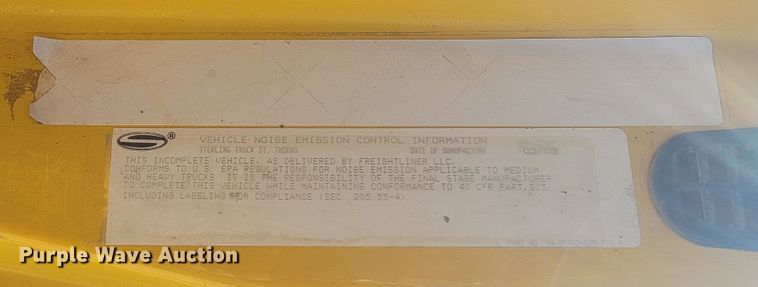 VEHICLE NOISE EMISSION CONTROL INFORMATION
STERLING TRUCK ST. THOMAS DATE OF MANUFACTURE
THIS INCOMPLETE VEHICLE, AS DELIVERED BY FREIGHTLINER LLC.
CONFORMS TO U.S. EPA REGULATIONS FOR NOISE EMISSION APPLICABLE TO MEDIUM
AND HEAVY TRUCKS. IT IS THE RESPONSIBILITY OF THE FINAL STAGE MANUFACTURER
TO COMPLETE THIS VEHICLE WHILE MAINTAINING CONFORMANCE TO 40 CFR PART 205
INCLUDING LABELING FOR COMPLIANCE (SEC. 205.55-4)
Purple Wave Auction